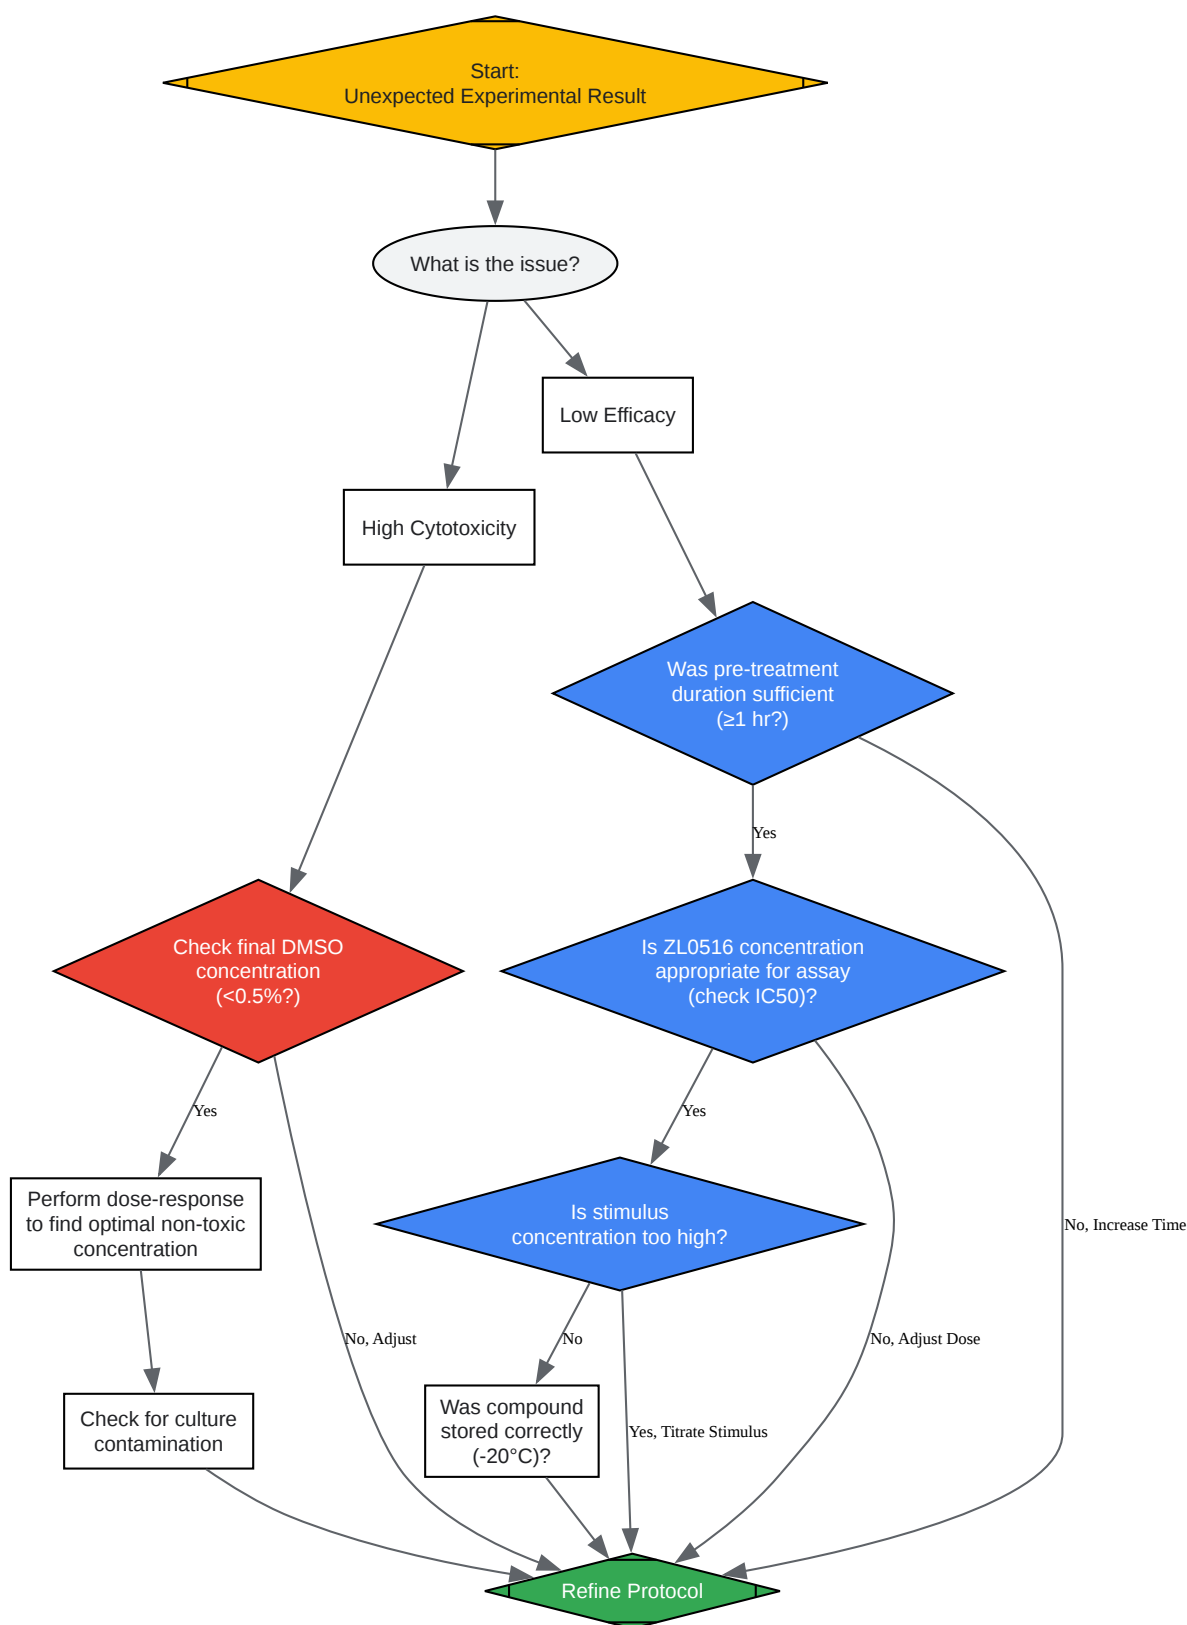 Start:
Unexpected Experimental Result
What is the issue?
Low Efficacy
High Cytotoxicity
Was pre-treatment
duration sufficient
(≥1 hr?)
Yes
Check final DMSO
concentration
(<0.5%?)
Is ZL0516 concentration
appropriate for assay
(check IC50)?
Yes
Yes
Perform dose-response
to find optimal non-toxic
concentration
Is stimulus
concentration too high?
No, Increase Time
No, Adjust
No
No, Adjust Dose
Check for culture
contamination
Was compound
stored correctly
(-20°C)?
Yes, Titrate Stimulus
Refine Protocol